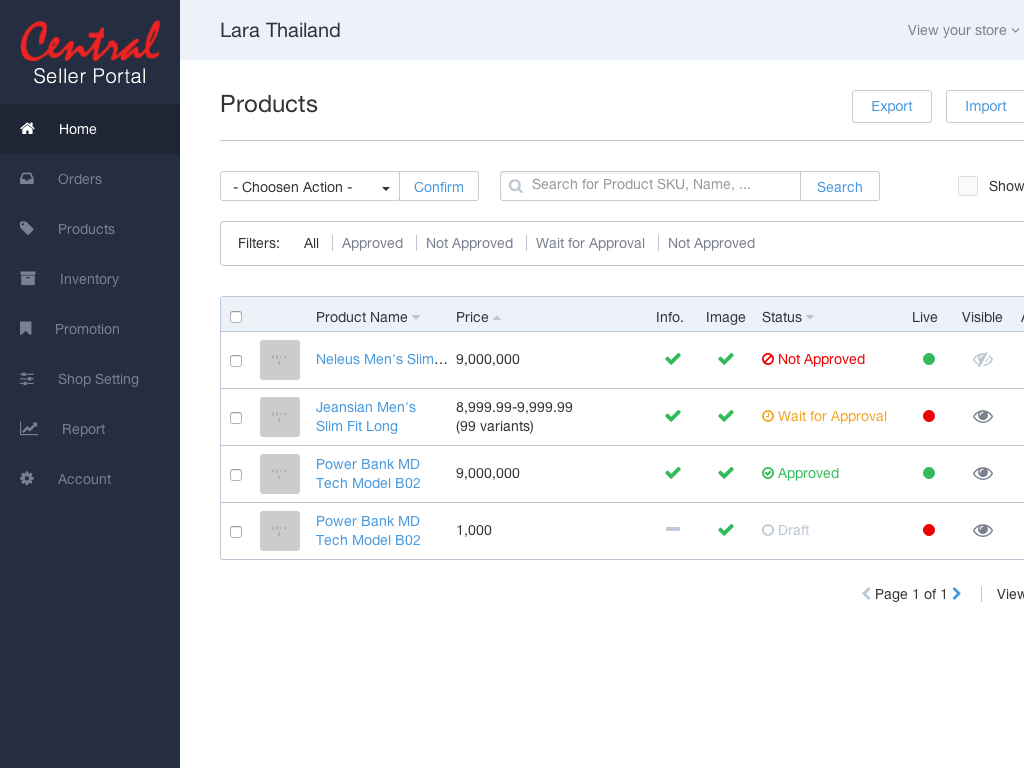 Central
Seller Portal
Home
Orders
Products
Inventory
Promotion
Shop Setting
Report
Account
Lara Thailand
View your store
Products
Export
Import
- Choosen Action -
Confirm
Search for Product SKU, Name, ...
Search
Show
Filters: All Approved Not Approved Wait for Approval Not Approved
Product Name Price Info. Image Status Live Visible
Neleus Men's Slim... 9,000,000 Not Approved
Jeansian Men's
Slim Fit Long
8,999.99-9,999.99
(99 variants)
Wait for Approval
Power Bank MD
Tech Model B02
9,000,000
Approved
Power Bank MD
Tech Model B02
1,000
Draft
Page 1 of 1
View